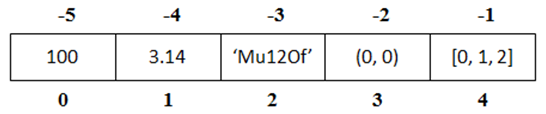 -5 -4 -3 -2 -1
100 3.14 ‘Mu12Of’ (0, 0) [0, 1, 2]
0 1 2 3 4